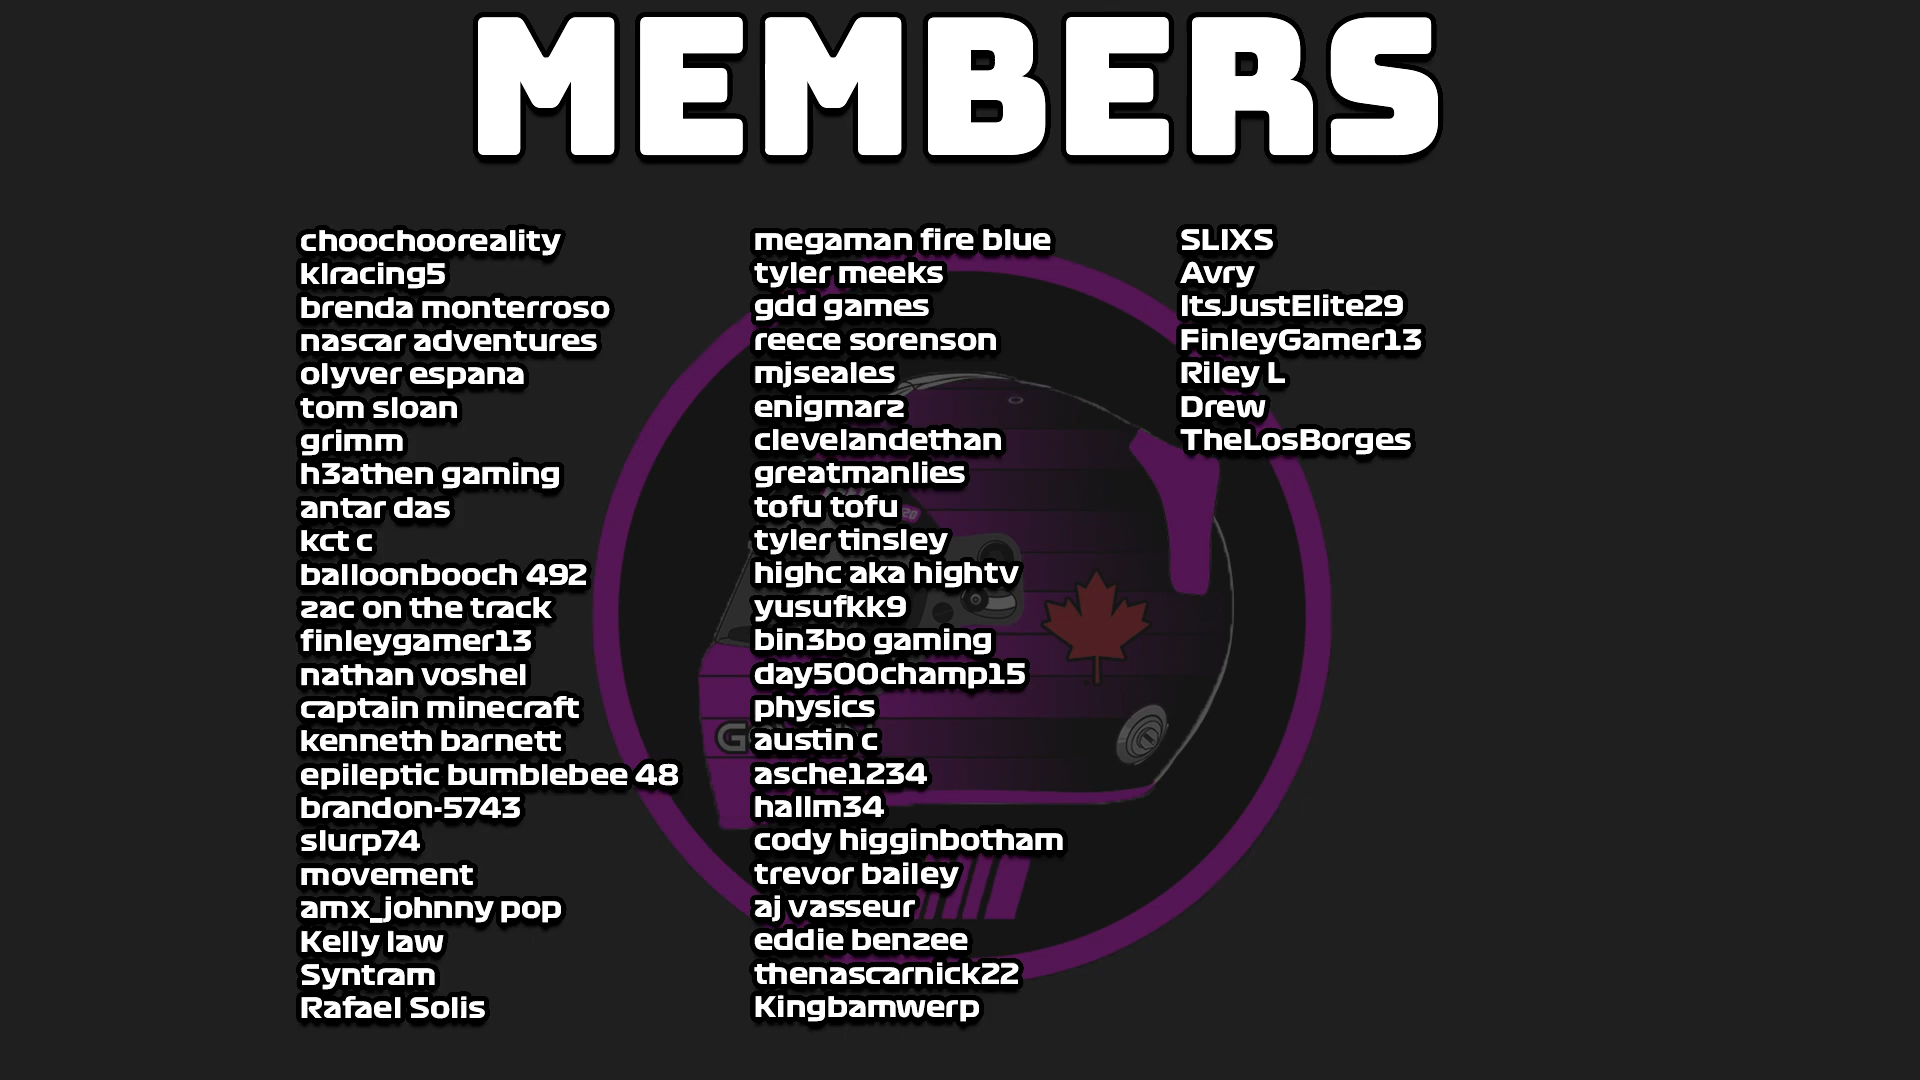 MEMBERS
choochooreality
klracing5
brenda monterroso
nascar adventures
olyver espana
tom sloan
grimm
h3athen gaming
antar das
kct c
balloonbooch 492
zac on the track
finleygamer13
nathan voshel
captain minecraft
kenneth barnett
epileptic bumblebee 48
brandon-5743
slurp74
movement
amx_johnny pop
Kelly law
Syntram
Rafael Solis
megaman fire blue
tyler meeks
gdd games
reece sorenson
mjseales
enigmarz
clevelandethan
greatmanlies
tofu tofu
tyler tinsley
highc aka hightv
yusufkk9
bin3bo gaming
day500champ15
physics
austin c
asche1234
hallm34
cody higginbotham
trevor bailey
aj vasseur
eddie benzee
thenascarnick22
Kingbamwerp
SLIXS
Avry
ItsJustElite29
FinleyGamer13
Riley L
Drew
TheLosBorges